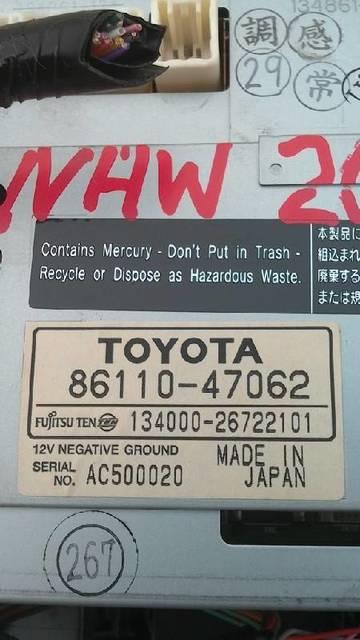 134861
調 感
29 常
NHW 20
Contains Mercury - Don't Put in Trash -
Recycle or Dispose as Hazardous Waste.
本製品に
組込まれ
廃棄する
または規
TOYOTA
86110-47062
FUJITSU TEN TEN 134000-26722101
12V NEGATIVE GROUND
SERIAL NO. AC500020
MADE IN JAPAN
267